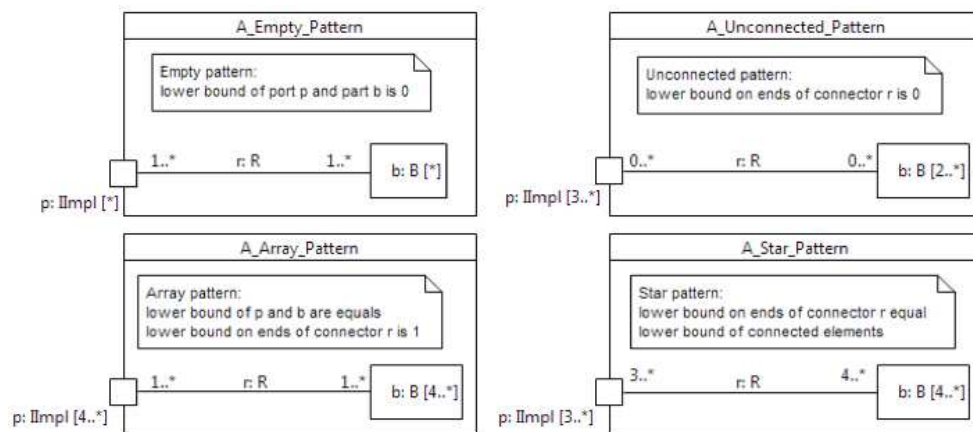 A_Empty_Pattern
Empty pattern:
lower bound of port p and part b is 0
1..* r: R 1..*
b: B [*]
p: IImpl [*]
A_Unconnected_Pattern
Unconnected pattern:
lower bound on ends of connector r is 0
0..* r: R 0..*
b: B [2..*]
p: IImpl [3..*]
A_Array_Pattern
Array pattern:
lower bound of p and b are equals
lower bound on ends of connector r is 1
1..* r: R 1..*
b: B [4..*]
p: IImpl [4..*]
A_Star_Pattern
Star pattern:
lower bound on ends of connector r equal
lower bound of connected elements
3..* r: R 4..*
b: B [4..*]
p: IImpl [3..*]